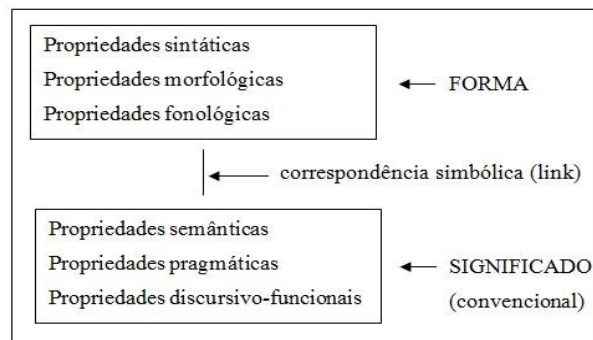 Propriedades sintáticas
Propriedades morfológicas
FORMA
Propriedades fonológicas
correspondência simbólica (link)
Propriedades semânticas
Propriedades pragmáticas
SIGNIFICADO
Propriedades discursivo-funcionais
(convencional)